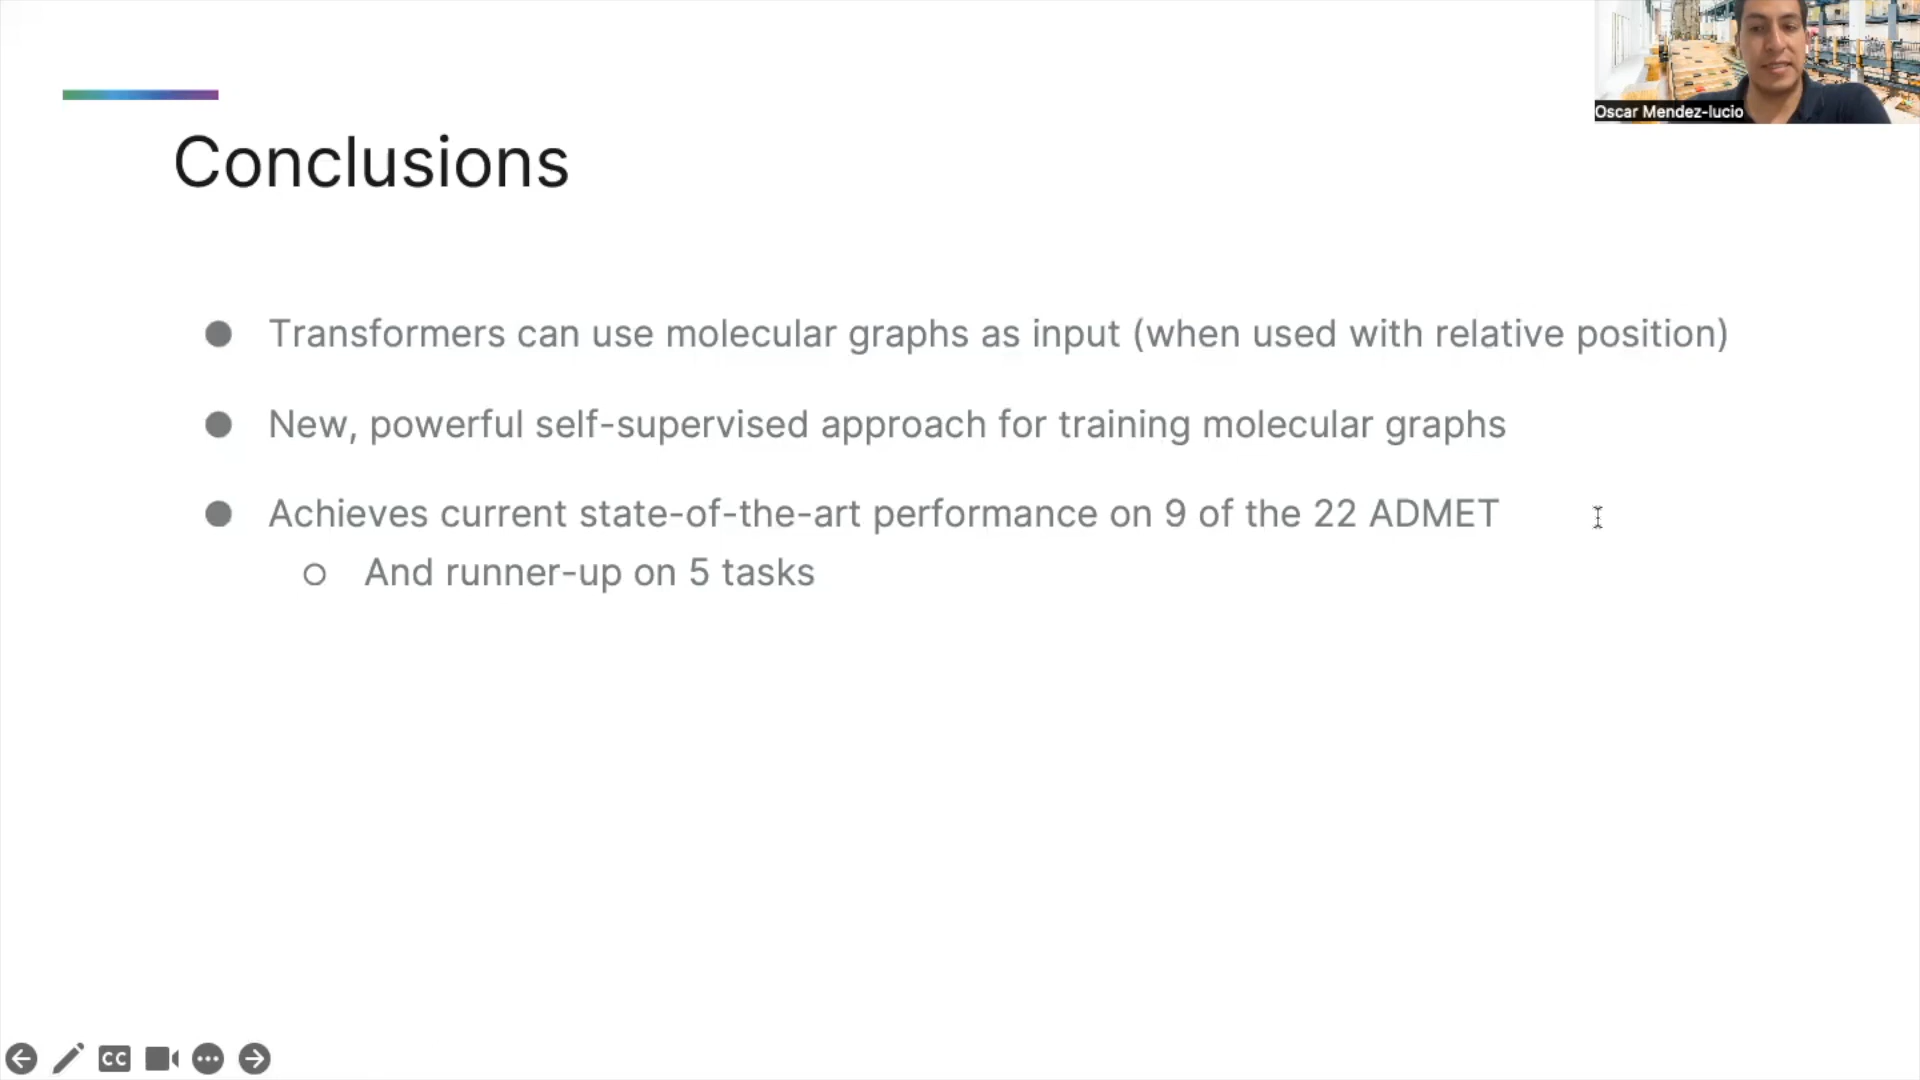 Oscar Mendez-lucio
Conclusions
Transformers can use molecular graphs as input (when used with relative position)
New, powerful self-supervised approach for training molecular graphs
Achieves current state-of-the-art performance on 9 of the 22 ADMET
And runner-up on 5 tasks
CC